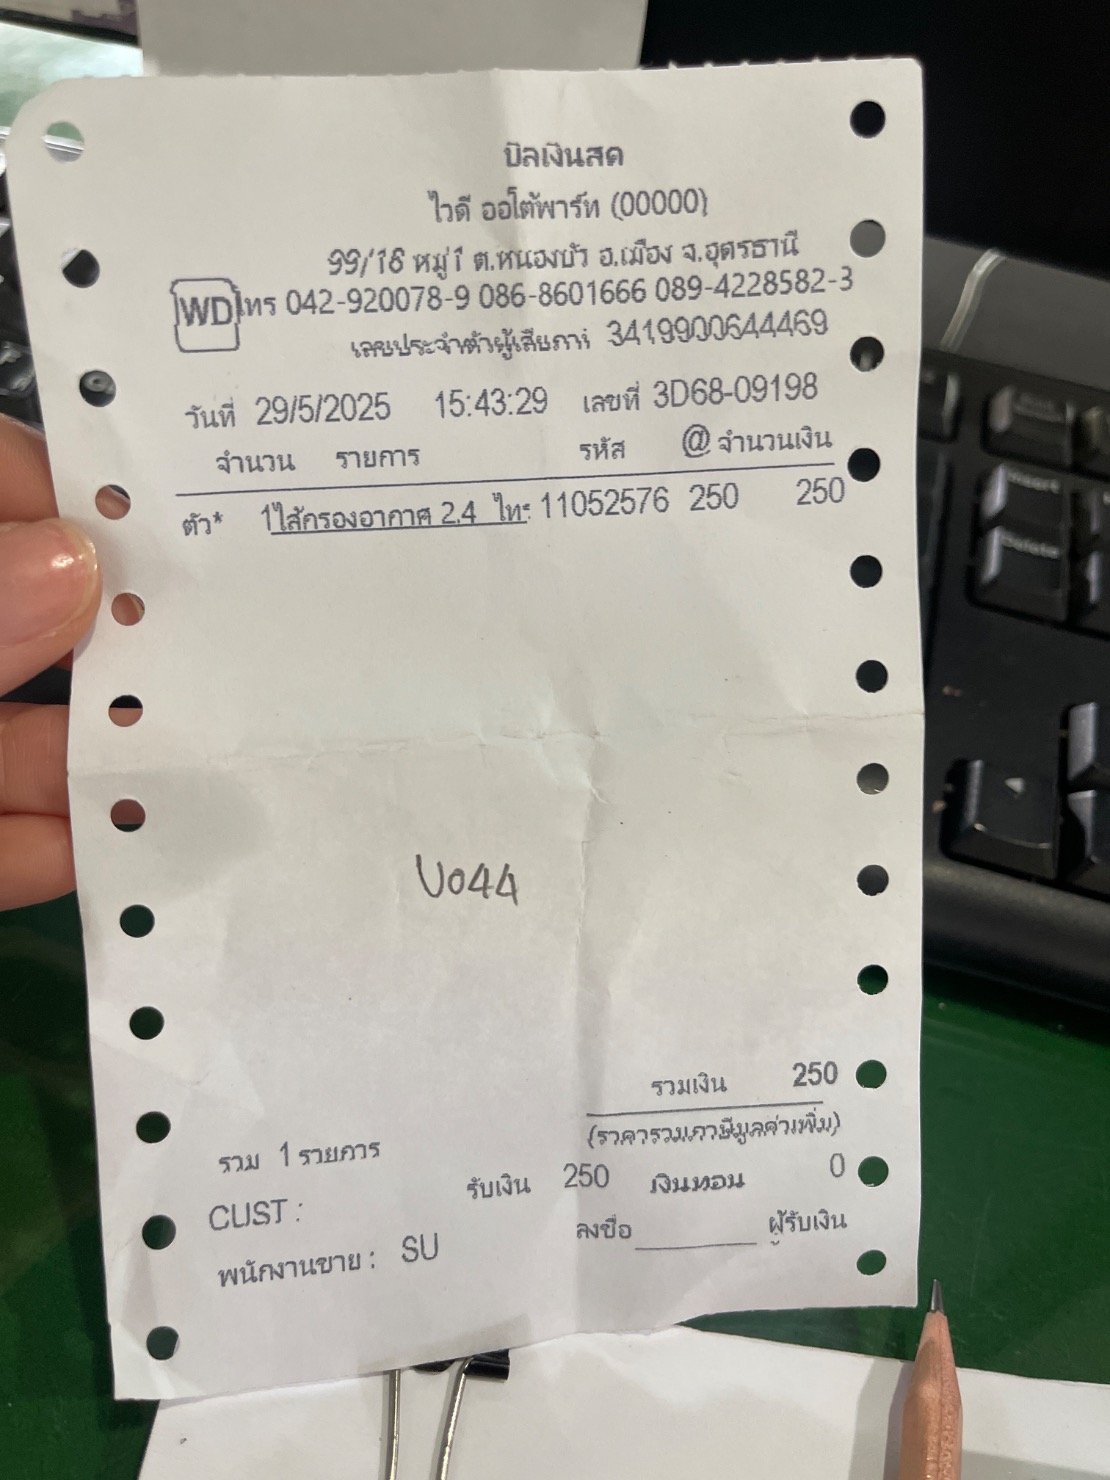 บิลเงินสด
ไวดี ออโต้พาร์ท (00000)
99/18 หมู่1 ต.หนองบัว อ.เมือง จ.อุดรธานี
WD โทร 042-920078-9 086-8601666 089-4228582-3
เลขประจำตัวผู้เสียภาษี 3419900644469
วันที่ 29/5/2025 15:43:29 เลขที่ 3D68-09198
จำนวน รายการ รหัส @ จำนวนเงิน
ตัว* 1 ไส้กรองอากาศ 2.4 ไท: 11052576 250 250
U044
รวมเงิน 250
(ราคารวมภาษีมูลค่าเพิ่ม)
รวม 1 รายการ
รับเงิน 250 เงินทอน 0
CUST :
ลงชื่อ ผู้รับเงิน
พนักงานขาย : SU
Insert
Delete